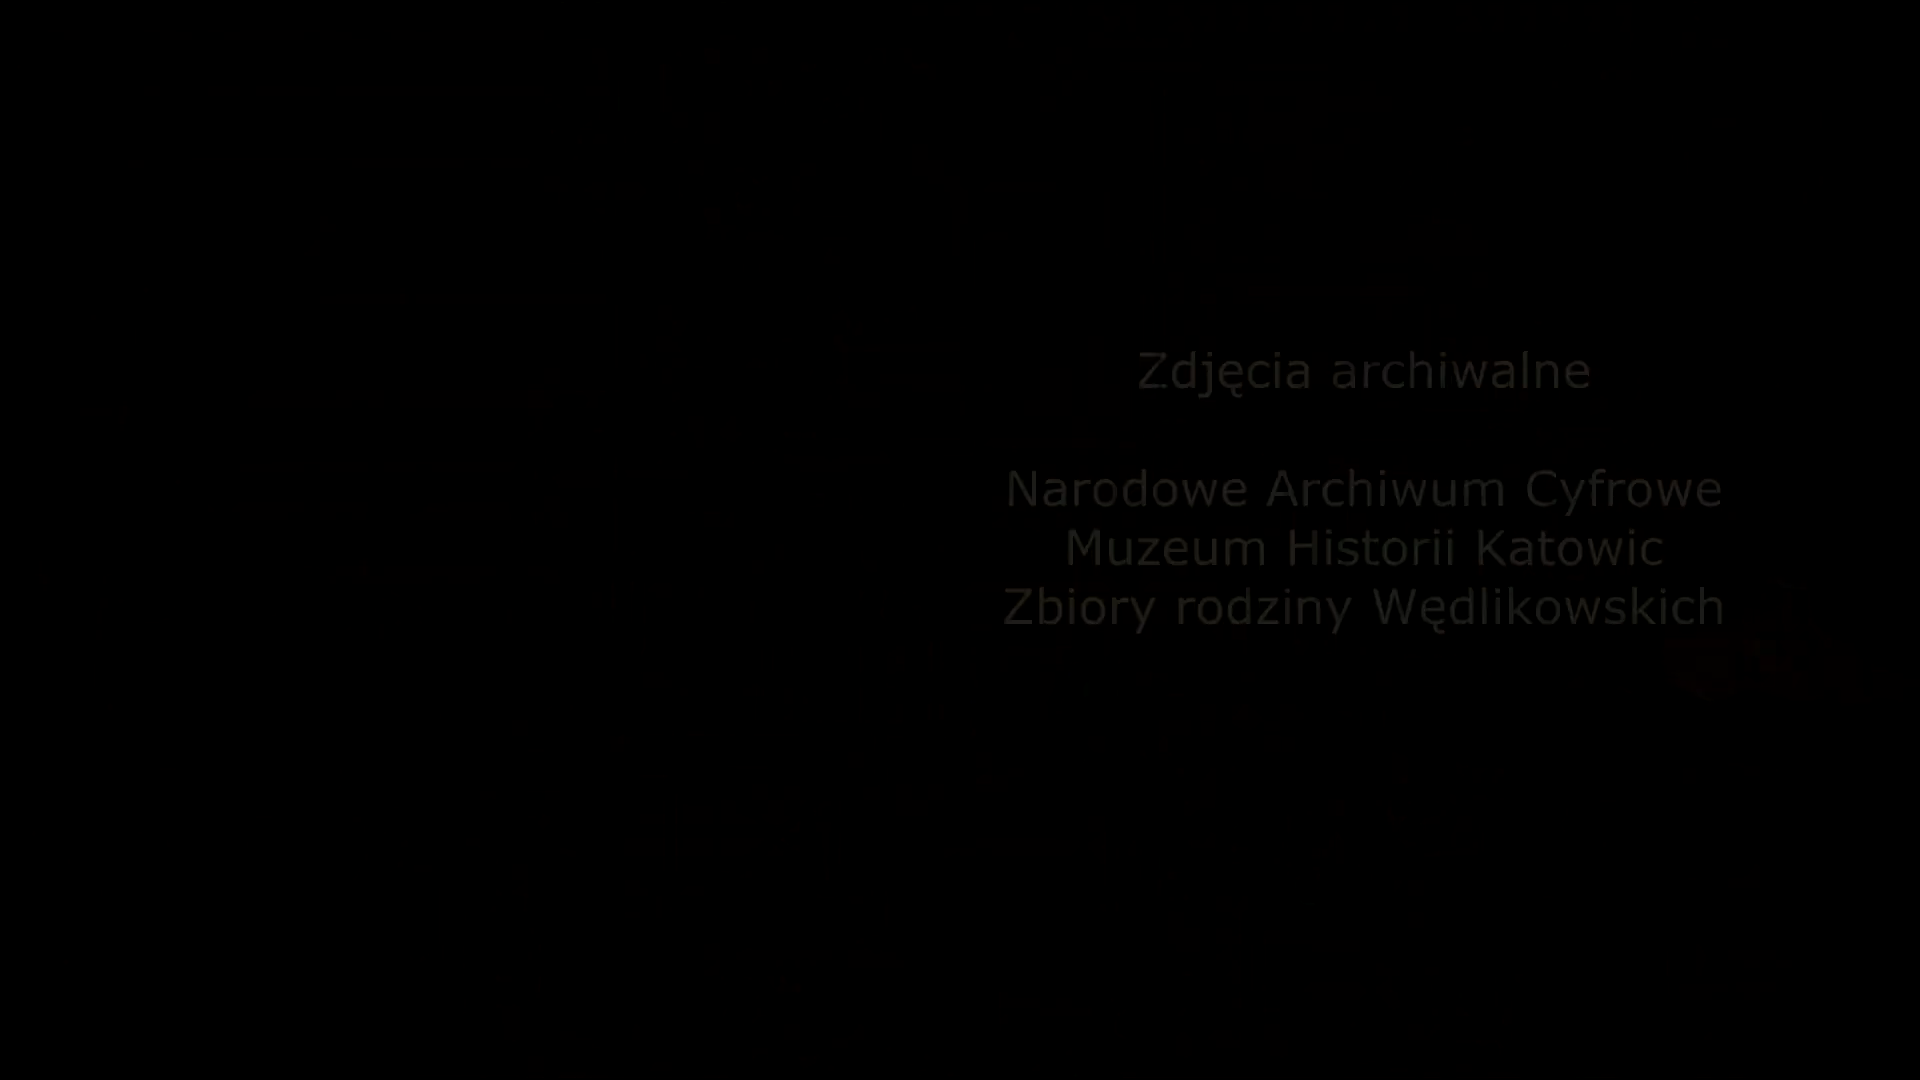 Zdjęcia archiwalne
Narodowe Archiwum Cyfrowe
Muzeum Historii Katowic
Zbiory rodziny Wędlikowskich